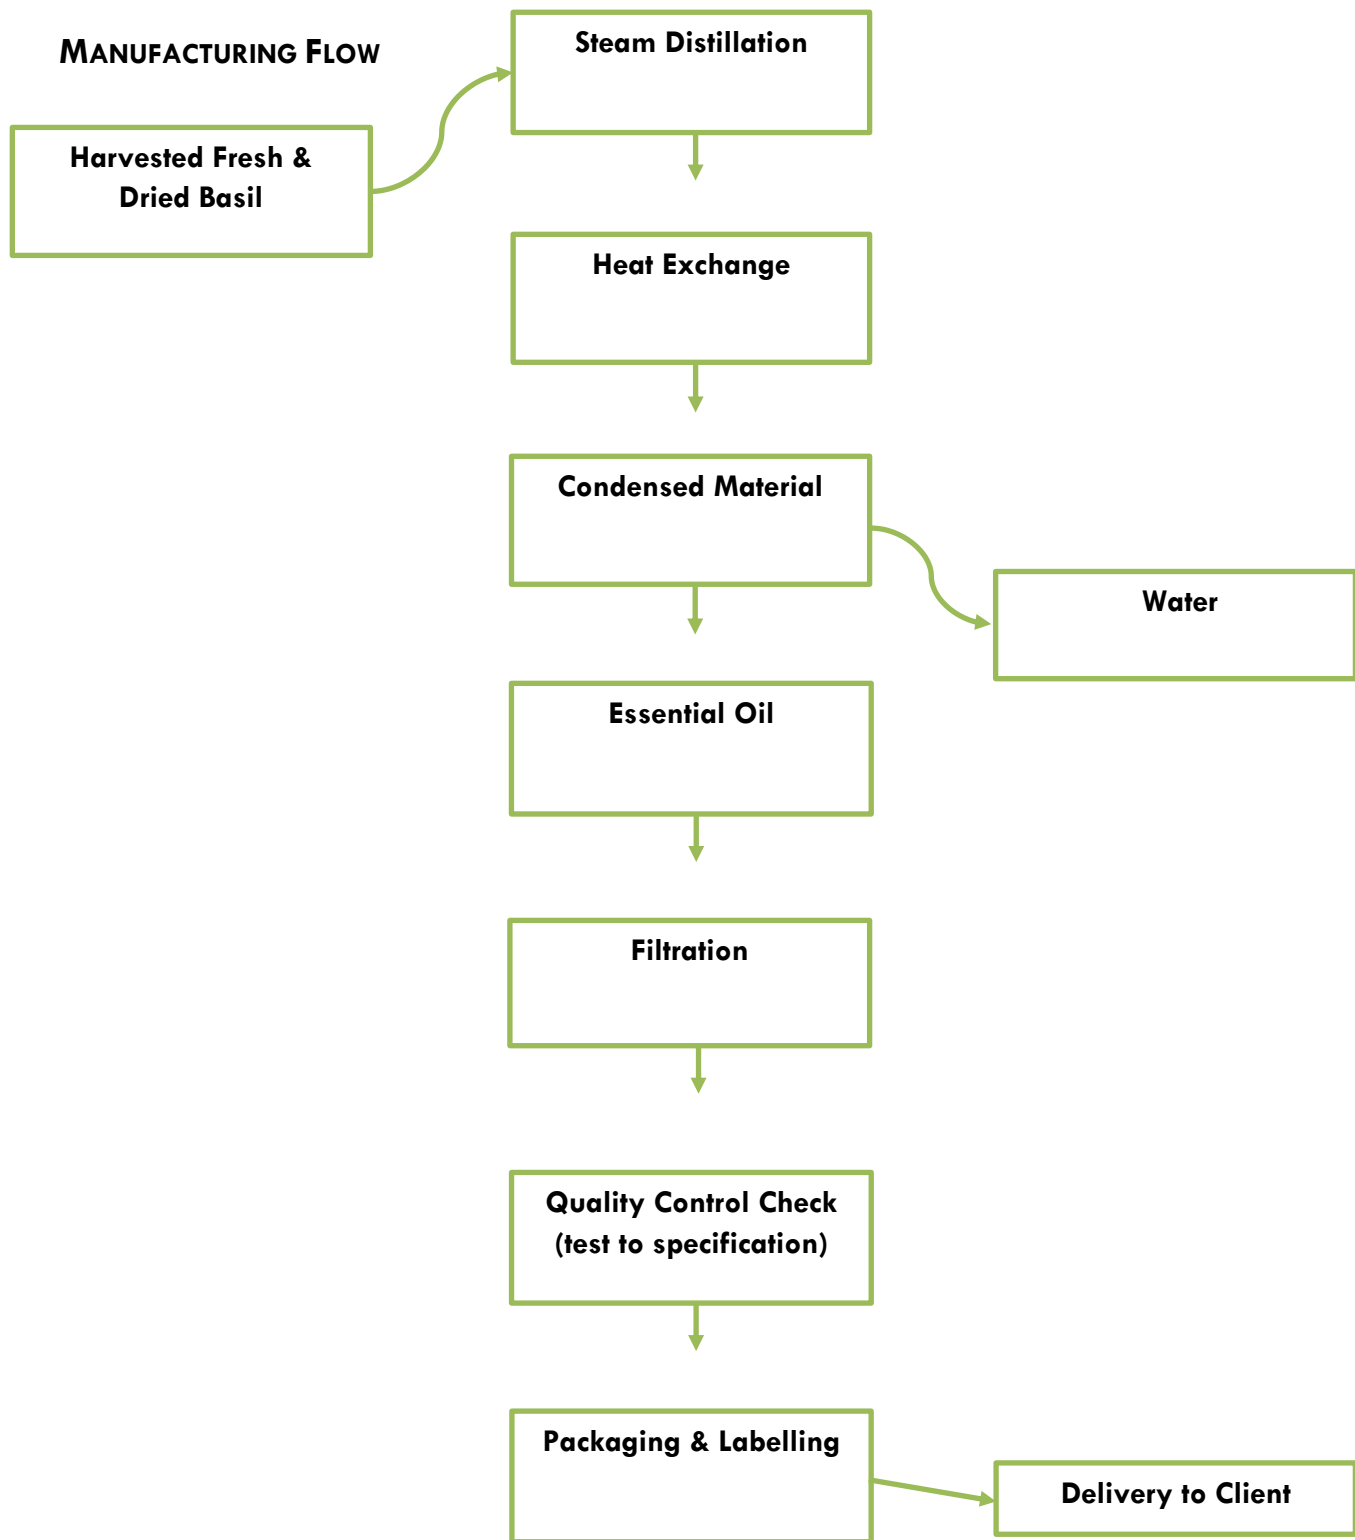 MANUFACTURING FLOW
Steam Distillation
Harvested Fresh &
Dried Basil
Heat Exchange
Condensed Material
Water
Essential Oil
Filtration
Quality Control Check
(test to specification)
Packaging & Labelling
Delivery to Client